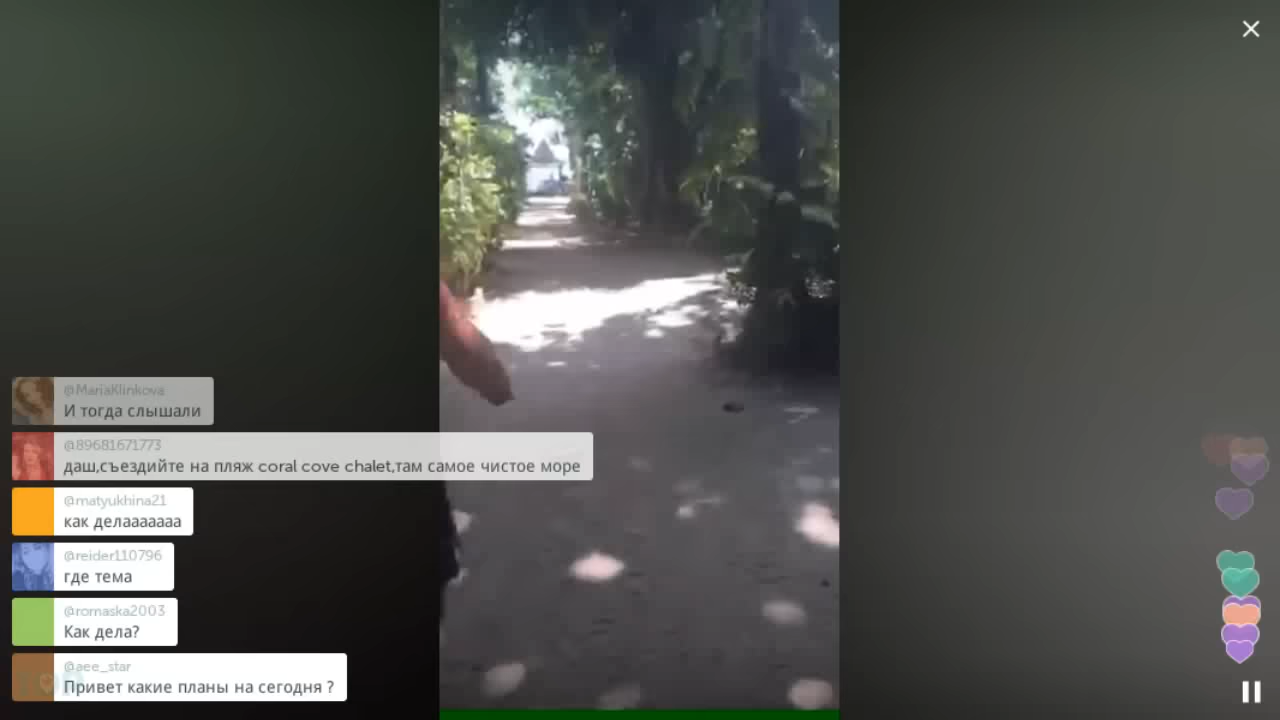 @MariaKlinkova
И тогда слышали
@89681671773
даш,съездийте на пляж coral cove chalet,там самое чистое море
@matyukhina21
как делааааааа
@reider110796
где тема
@romaska2003
Как дела?
@aee_star
Привет какие планы на сегодня ?